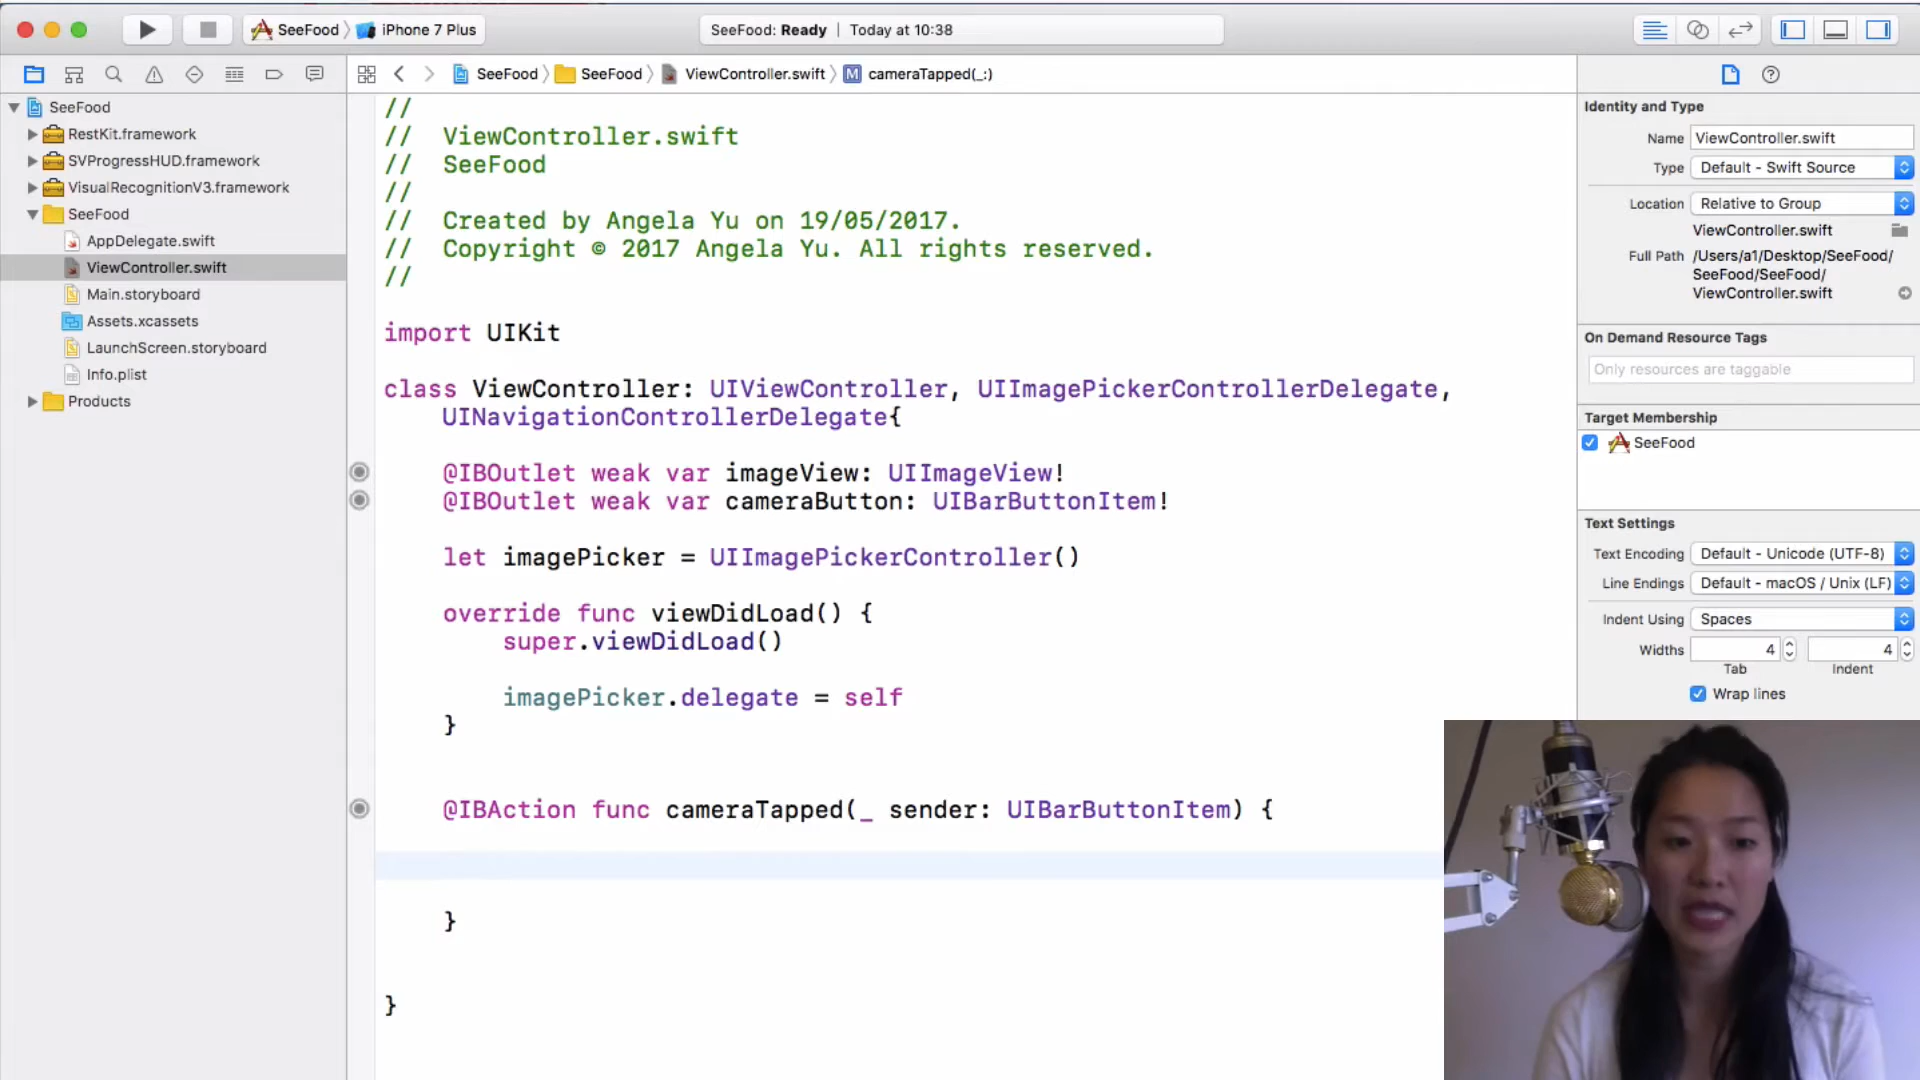 SeeFood iPhone 7 Plus
SeeFood: Ready | Today at 10:38
SeeFood SeeFood ViewController.swift M cameraTapped(_:)
SeeFood
RestKit.framework
SVProgressHUD.framework
VisualRecognitionV3.framework
SeeFood
AppDelegate.swift
ViewController.swift
Main.storyboard
Assets.xcassets
LaunchScreen.storyboard
Info.plist
Products
//
// ViewController.swift
// SeeFood
//
// Created by Angela Yu on 19/05/2017.
// Copyright © 2017 Angela Yu. All rights reserved.
//
import UIKit
class ViewController: UIViewController, UIImagePickerControllerDelegate,
UINavigationControllerDelegate{
@IBOutlet weak var imageView: UIImageView!
@IBOutlet weak var cameraButton: UIBarButtonItem!
let imagePicker = UIImagePickerController()
override func viewDidLoad() {
super.viewDidLoad()
imagePicker.delegate = self
}
@IBAction func cameraTapped(_ sender: UIBarButtonItem) {
}
}
Identity and Type
Name ViewController.swift
Type Default - Swift Source
Location Relative to Group
ViewController.swift
Full Path /Users/a1/Desktop/SeeFood/
SeeFood/SeeFood/
ViewController.swift
On Demand Resource Tags
Only resources are taggable
Target Membership
SeeFood
Text Settings
Text Encoding Default - Unicode (UTF-8)
Line Endings Default - macOS / Unix (LF)
Indent Using Spaces
Widths 4 4
Tab Indent
Wrap lines